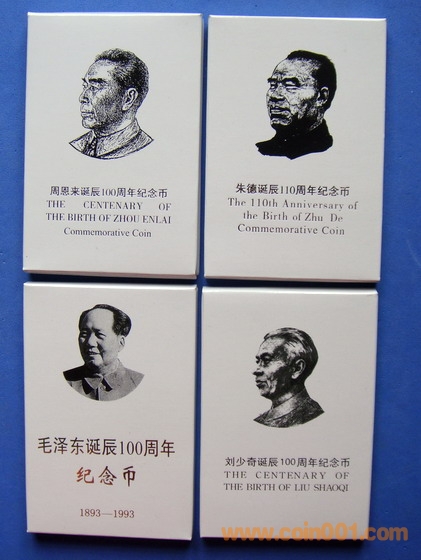 周恩来诞辰100周年纪念币
THE CENTENARY OF
THE BIRTH OF ZHOU ENLAI
Commemorative Coin
朱德诞辰110周年纪念币
The 110th Anniversary of
the Birth of Zhu De
Commemorative Coin
毛泽东诞辰100周年
纪念币
1893—1993
刘少奇诞辰100周年纪念币
THE CENTENARY OF
THE BIRTH OF LIU SHAOQI
www.coin001.com